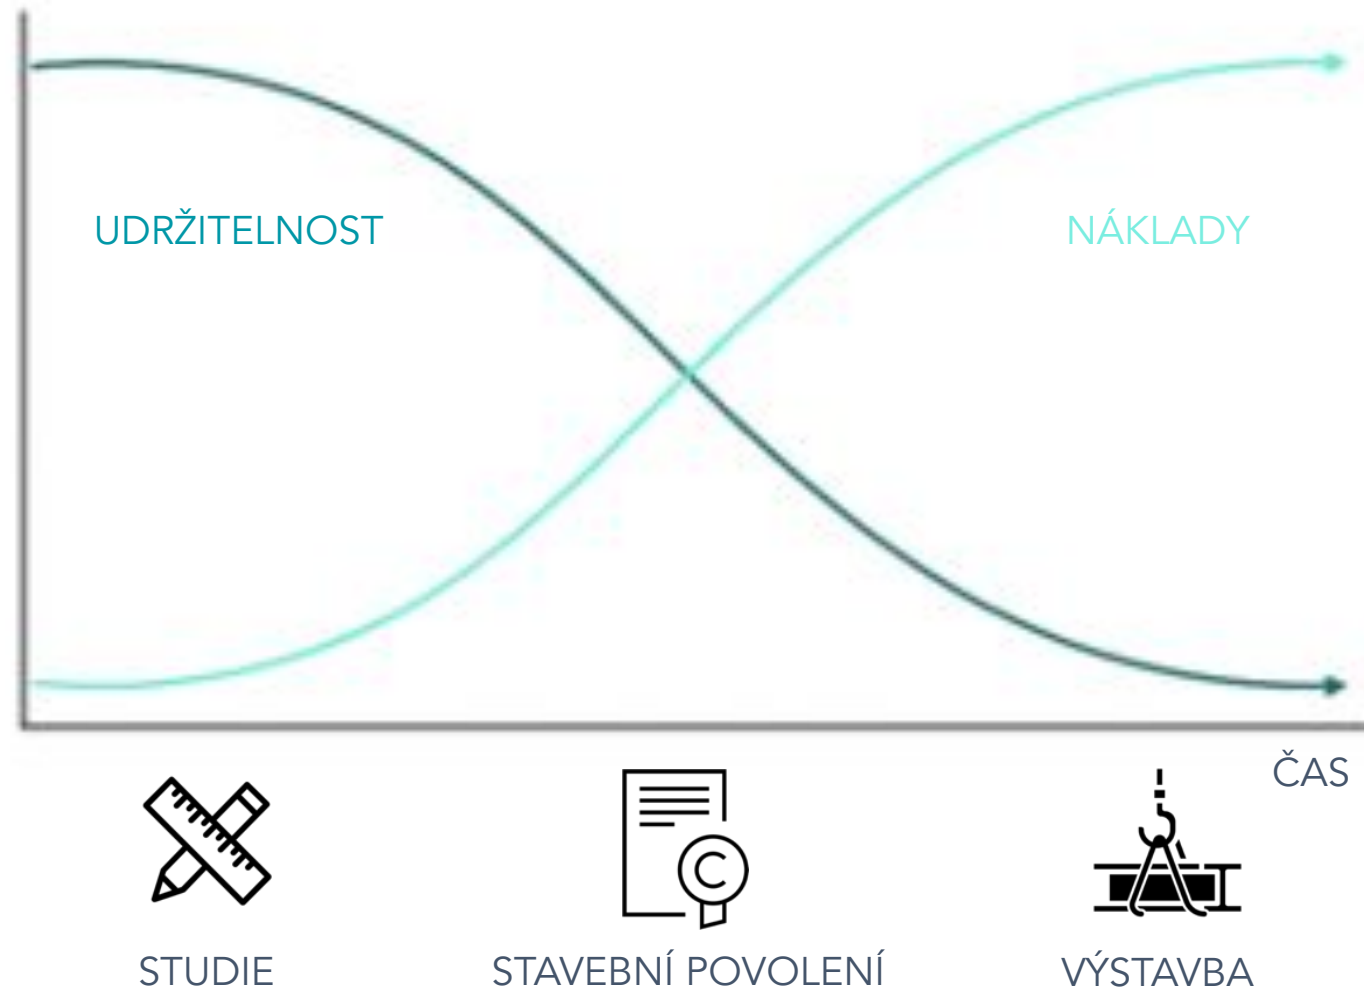 UDRŽITELNOST
NÁKLADY
ČAS
C
STUDIE
STAVEBNÍ POVOLENÍ
VÝSTAVBA